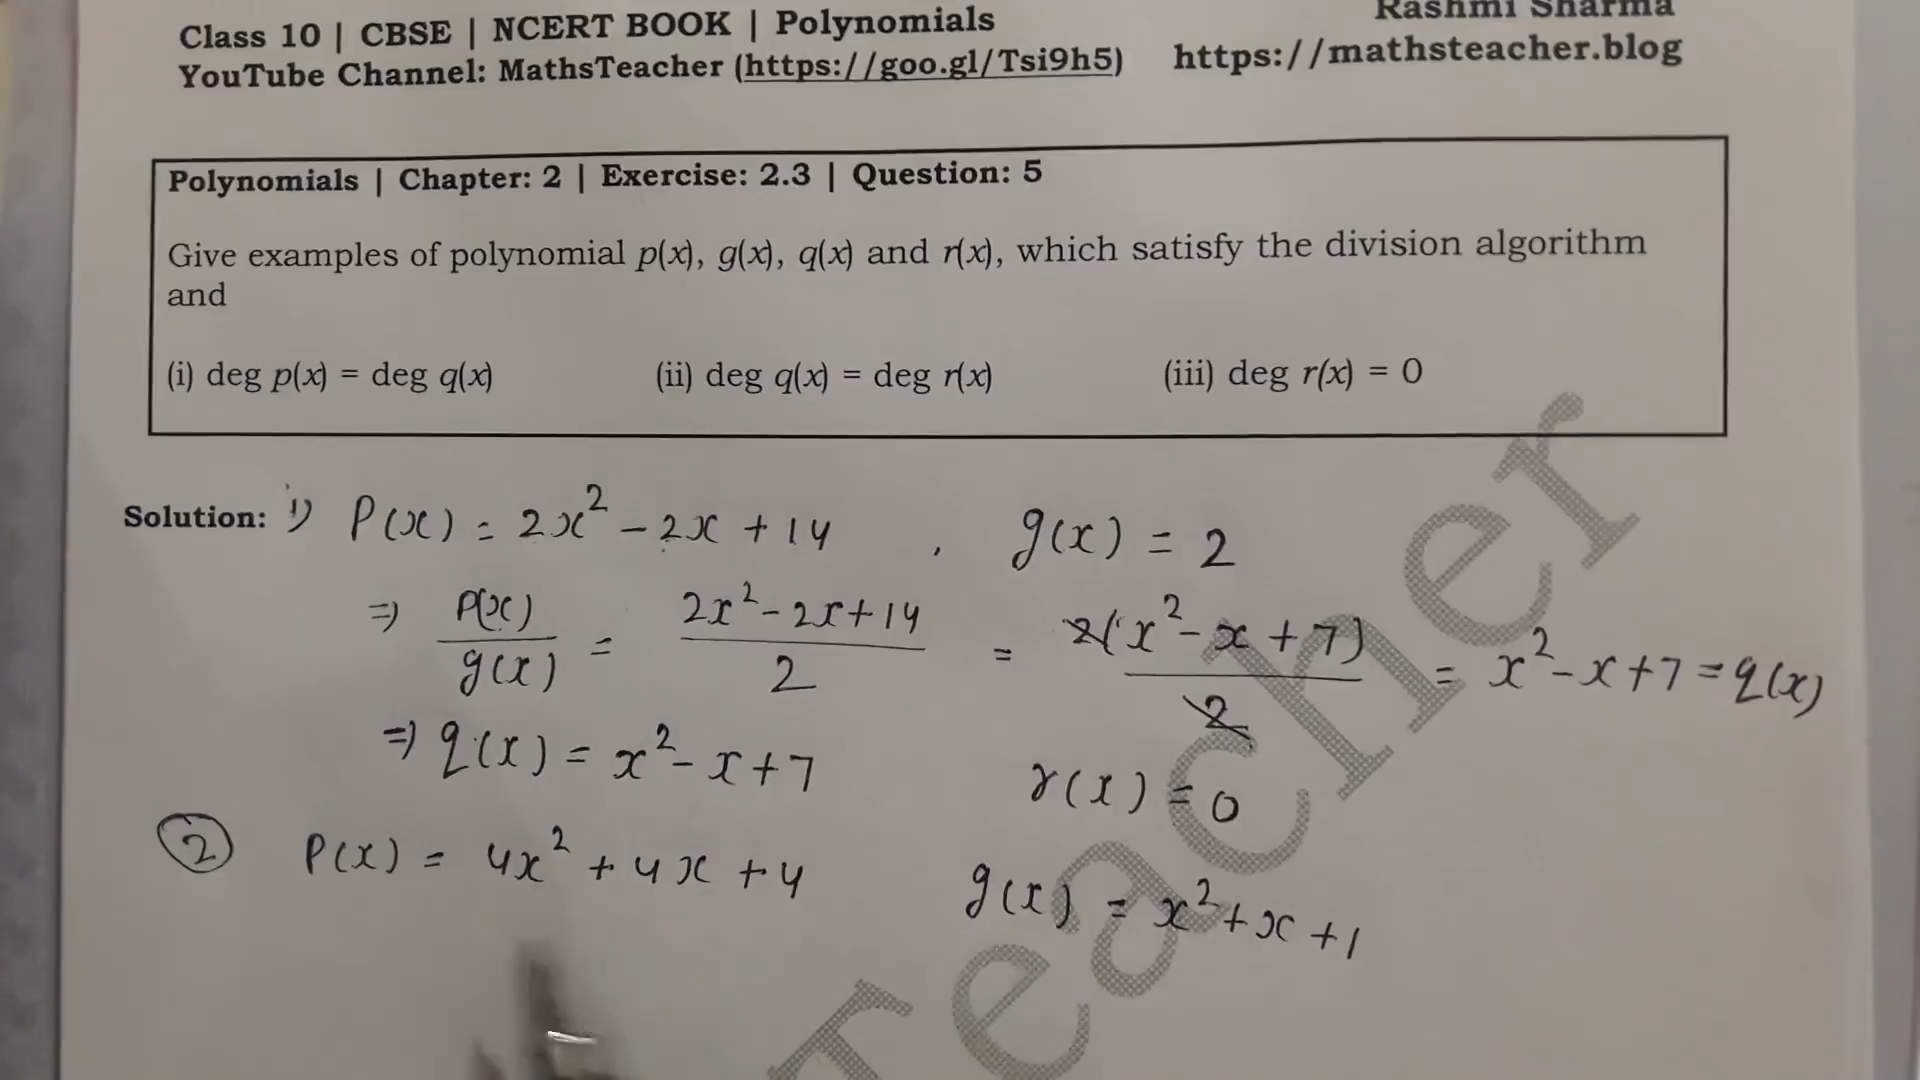 Class 10 | CBSE | NCERT BOOK | Polynomials
Rashmi Sharma
YouTube Channel: MathsTeacher (https://goo.gl/Tsi9h5)
https://mathsteacher.blog
Polynomials | Chapter: 2 | Exercise: 2.3 | Question: 5
Give examples of polynomial p(x), g(x), q(x) and r(x), which satisfy the division algorithm
and
(i) deg p(x) = deg q(x) (ii) deg q(x) = deg r(x) (iii) deg r(x) = 0
Solution: 1) P(x) = 2x² - 2x + 14 , g(x) = 2
⇒ P(x)/g(x) = 2x² - 2x + 14/2 = 2(x² - x + 7)/2 = x² - x + 7 = q(x)
⇒ q(x) = x² - x + 7 r(x) = 0
2 P(x) = 4x² + 4x + 4 g(x) = x² + x + 1
Teacher